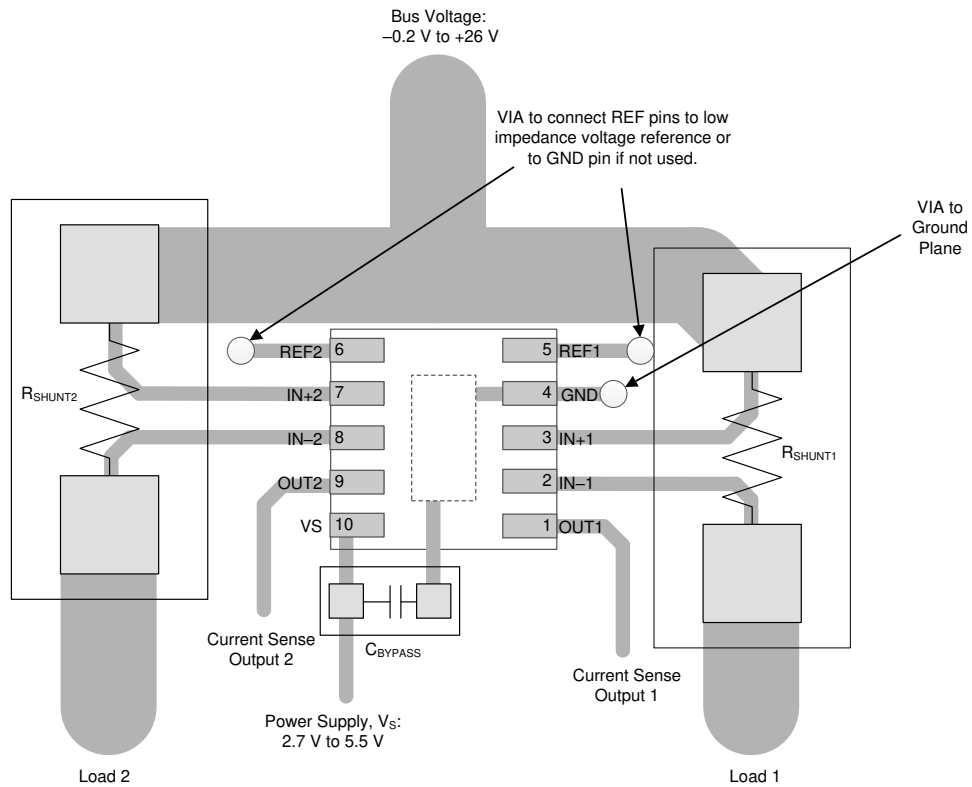 Bus Voltage:
–0.2 V to +26 V
VIA to connect REF pins to low
impedance voltage reference or
to GND pin if not used.
VIA to
Ground
Plane
REF2 6
5 REF1
IN+2 7
4 GND
IN–2 8
3 IN+1
OUT2 9
2 IN–1
VS 10
1 OUT1
RSHUNT2
RSHUNT1
CBYPASS
Current Sense
Output 2
Current Sense
Output 1
Power Supply, VS:
2.7 V to 5.5 V
Load 2
Load 1